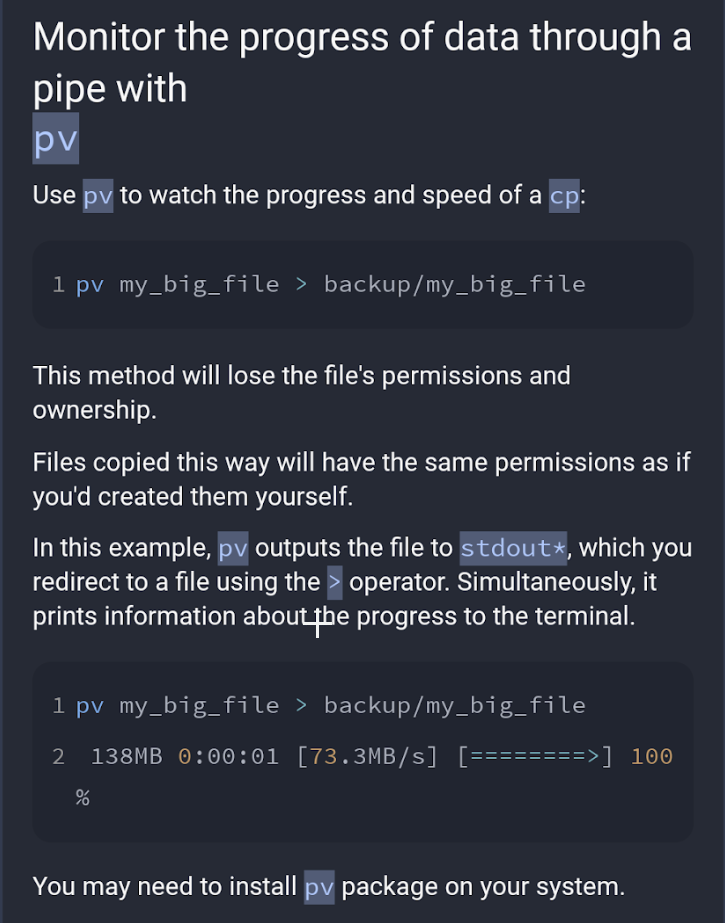 Monitor the progress of data through a
pipe with
pv
Use pv to watch the progress and speed of a cp:
1 pv my_big_file > backup/my_big_file
This method will lose the file's permissions and
ownership.
Files copied this way will have the same permissions as if
you'd created them yourself.
In this example, pv outputs the file to stdout*, which you
redirect to a file using the > operator. Simultaneously, it
prints information about the progress to the terminal.
1 pv my_big_file > backup/my_big_file
2 138MB 0:00:01 [73.3MB/s] [========>] 100
%
You may need to install pv package on your system.